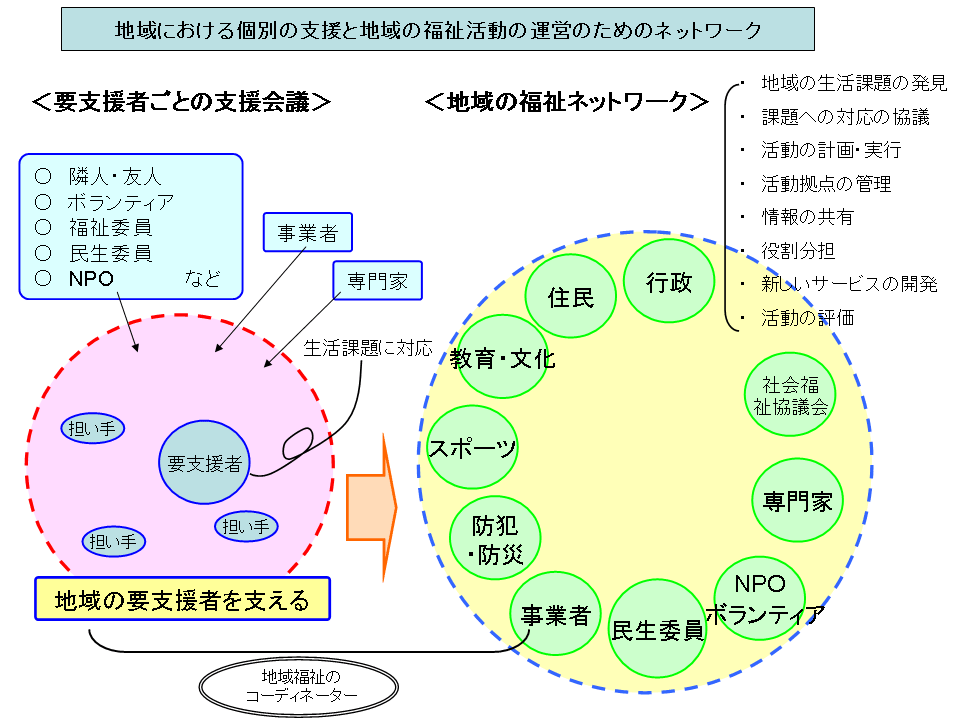 地域における個別の支援と地域の福祉活動の運営のためのネットワーク
＜要支援者ごとの支援会議＞
＜地域の福祉ネットワーク＞
・ 地域の生活課題の発見
・ 課題への対応の協議
・ 活動の計画・実行
・ 活動拠点の管理
・ 情報の共有
・ 役割分担
・ 新しいサービスの開発
・ 活動の評価
○ 隣人・友人
○ ボランティア
○ 福祉委員
○ 民生委員
○ NPO など
事業者
専門家
生活課題に対応
担い手
要支援者
担い手
担い手
地域の要支援者を支える
行政
住民
教育・文化
スポーツ
防犯
・防災
事業者
民生委員
NPO
ボランティア
専門家
社会福
祉協議会
地域福祉の
コーディネーター